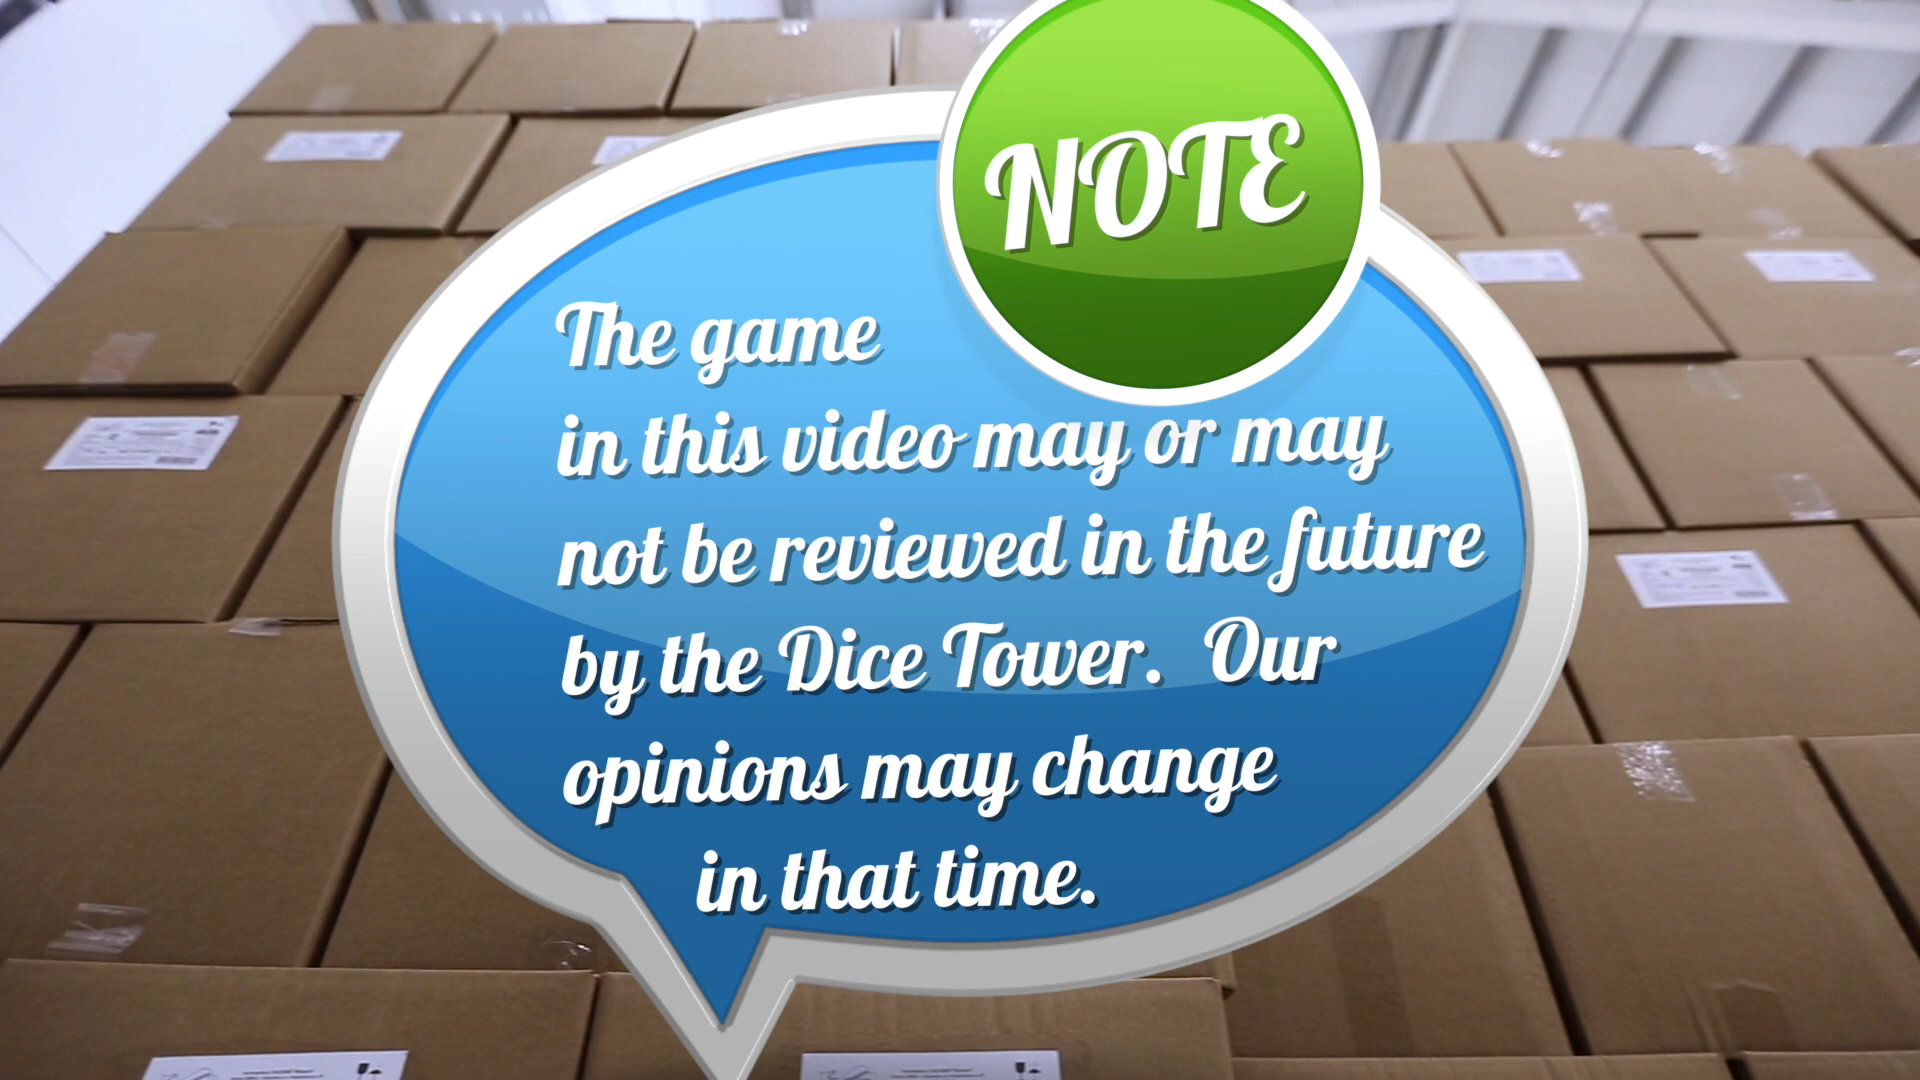 NOTE
The game
in this video may or may
not be reviewed in the future
by the Dice Tower. Our
opinions may change
in that time.